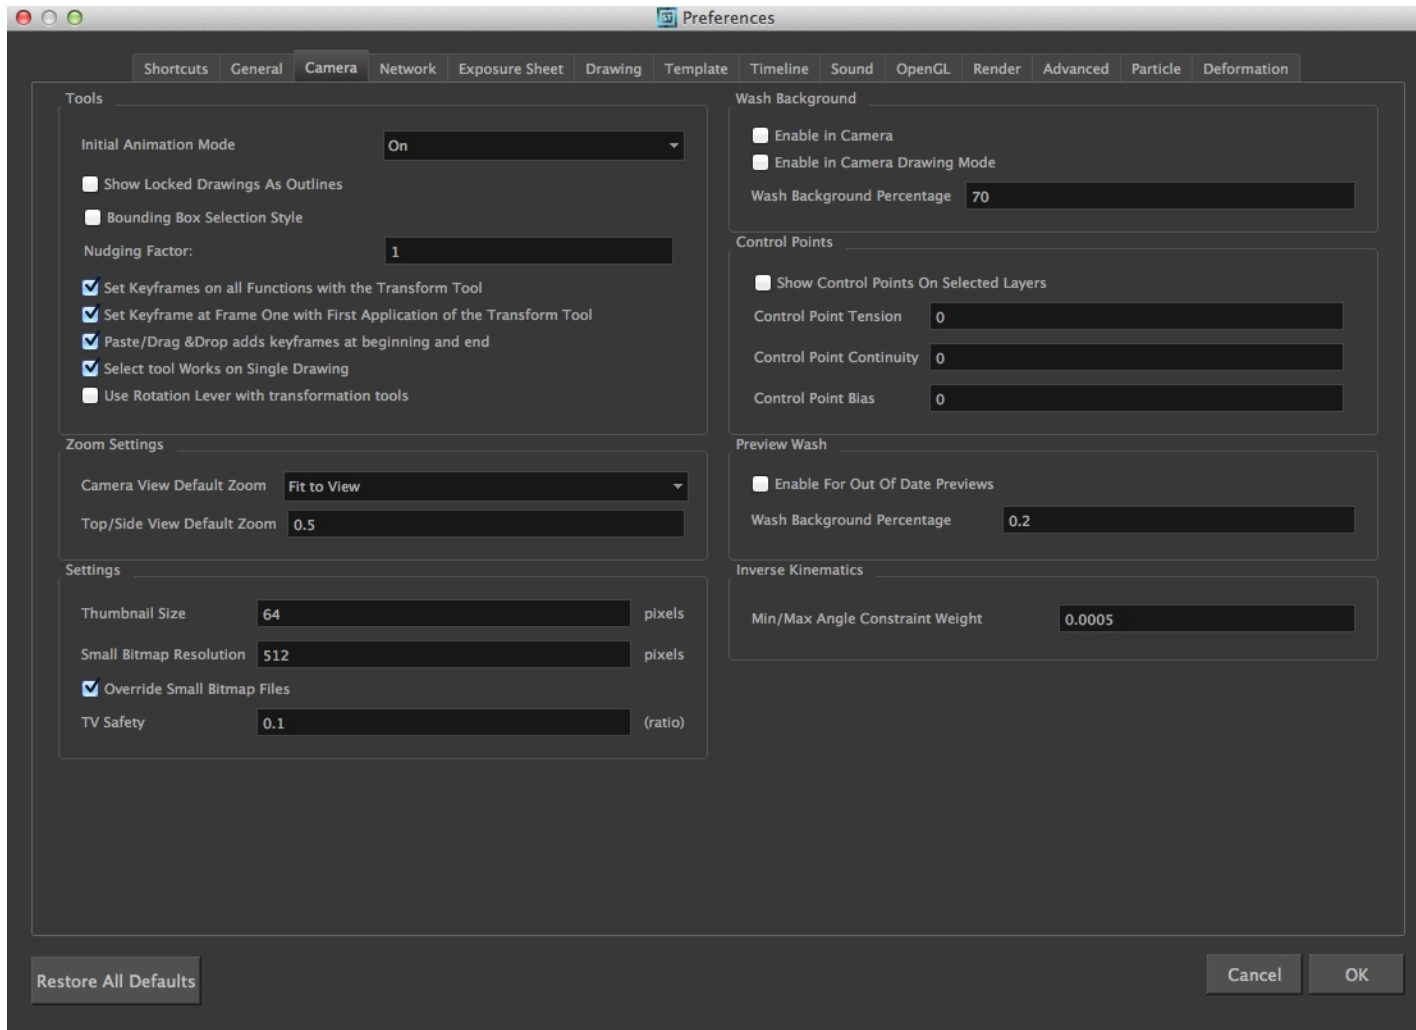 Preferences
Shortcuts General Camera Network Exposure Sheet Drawing Template Timeline Sound OpenGL Render Advanced Particle Deformation
Tools
Initial Animation Mode On
Show Locked Drawings As Outlines
Bounding Box Selection Style
Nudging Factor: 1
Set Keyframes on all Functions with the Transform Tool
Set Keyframe at Frame One with First Application of the Transform Tool
Paste/Drag &Drop adds keyframes at beginning and end
Select tool Works on Single Drawing
Use Rotation Lever with transformation tools
Zoom Settings
Camera View Default Zoom Fit to View
Top/Side View Default Zoom 0.5
Settings
Thumbnail Size 64 pixels
Small Bitmap Resolution 512 pixels
Override Small Bitmap Files
TV Safety 0.1 (ratio)
Wash Background
Enable in Camera
Enable in Camera Drawing Mode
Wash Background Percentage 70
Control Points
Show Control Points On Selected Layers
Control Point Tension 0
Control Point Continuity 0
Control Point Bias 0
Preview Wash
Enable For Out Of Date Previews
Wash Background Percentage 0.2
Inverse Kinematics
Min/Max Angle Constraint Weight 0.0005
Restore All Defaults Cancel OK